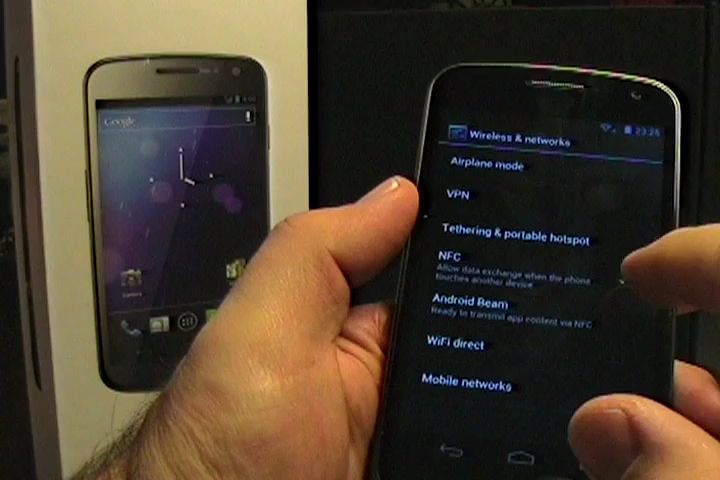 Google
Camera
Wireless & networks
23:25
Airplane mode
VPN
Tethering & portable hotspot
NFC
Allow data exchange when the phone
touches another device
Android Beam
Ready to transmit app content via NFC
WiFi direct
Mobile networks